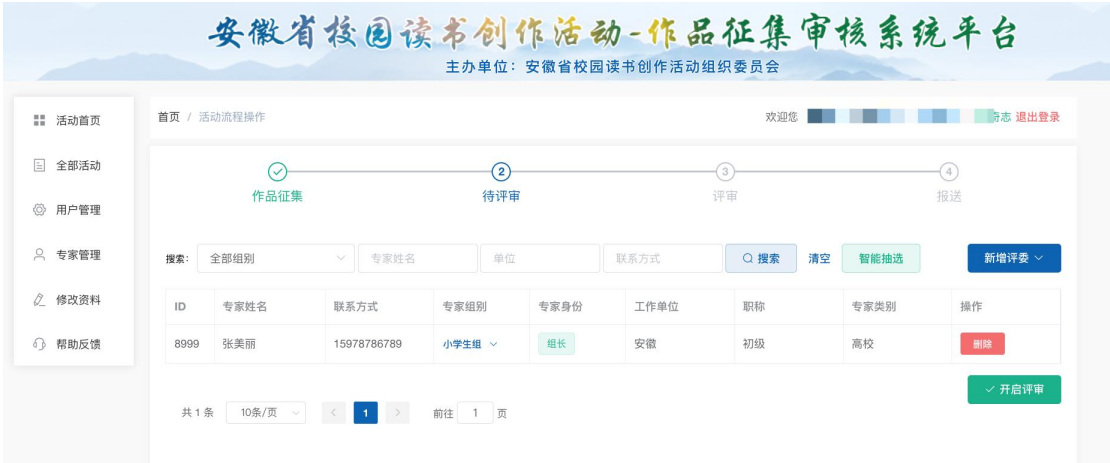 安徽省校园读书创作活动-作品征集审核系统平台
主办单位：安徽省校园读书创作活动组织委员会
活动首页
全部活动
用户管理
专家管理
修改资料
帮助反馈
首页 / 活动流程操作
欢迎您 志 退出登录
2 3 4
作品征集 待评审 评审 报送
搜索： 全部组别 专家姓名 单位 联系方式 搜索 清空 智能抽选 新增评委
ID 专家姓名 联系方式 专家组别 专家身份 工作单位 职称 专家类别 操作
8999 张美丽 15978786789 小学生组 组长 安徽 初级 高校 删除
开启评审
共 1 条 10条/页 < 1 > 前往 1 页